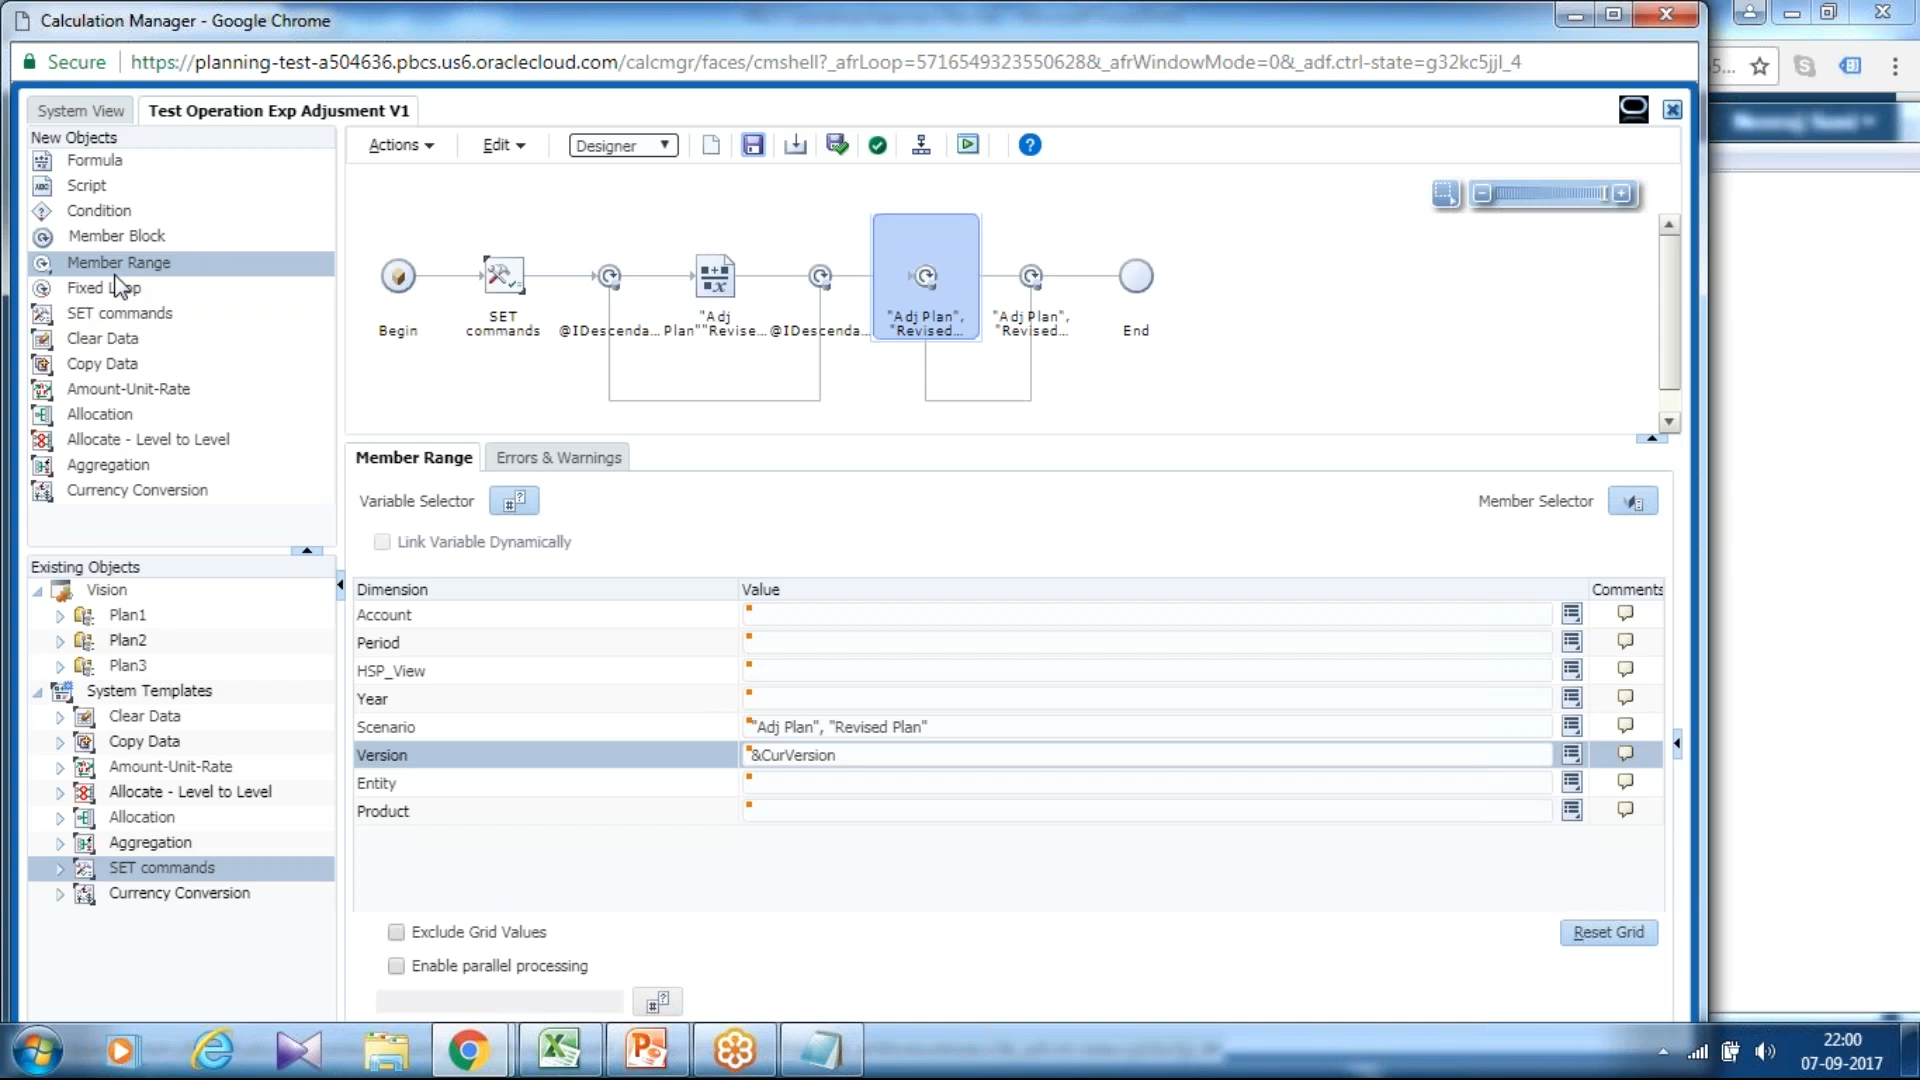 Calculation Manager - Google Chrome
Secure
https://planning-test-a504636.pbcs.us6.oraclecloud.com/calcmgr/faces/cmshell?_afrLoop=571654932355062&_afrWindowMode=0&_adf.ctrl-state=g32kc5jjl_4
5...
System View
Test Operation Exp Adjusment V1
New Objects
Formula
Script
Condition
Member Block
Member Range
Fixed Loop
SET commands
Clear Data
Copy Data
Amount-Unit-Rate
Allocation
Allocate - Level to Level
Aggregation
Currency Conversion
Existing Objects
Vision
Plan1
Plan2
Plan3
System Templates
Clear Data
Copy Data
Amount-Unit-Rate
Allocate - Level to Level
Allocation
Aggregation
SET commands
Currency Conversion
Actions
Edit
Designer
Begin
SET
commands
@IDescenda...
"Adj
Plan""Revise...
@IDescenda...
"Adj Plan",
"Revised...
"Adj Plan",
"Revised...
End
Member Range
Errors & Warnings
Variable Selector
Member Selector
Link Variable Dynamically
Dimension
Value
Comments
Account
Period
HSP_View
Year
Scenario
"Adj Plan", "Revised Plan"
Version
&CurVersion
Entity
Product
Exclude Grid Values
Reset Grid
Enable parallel processing
22:00
07-09-2017